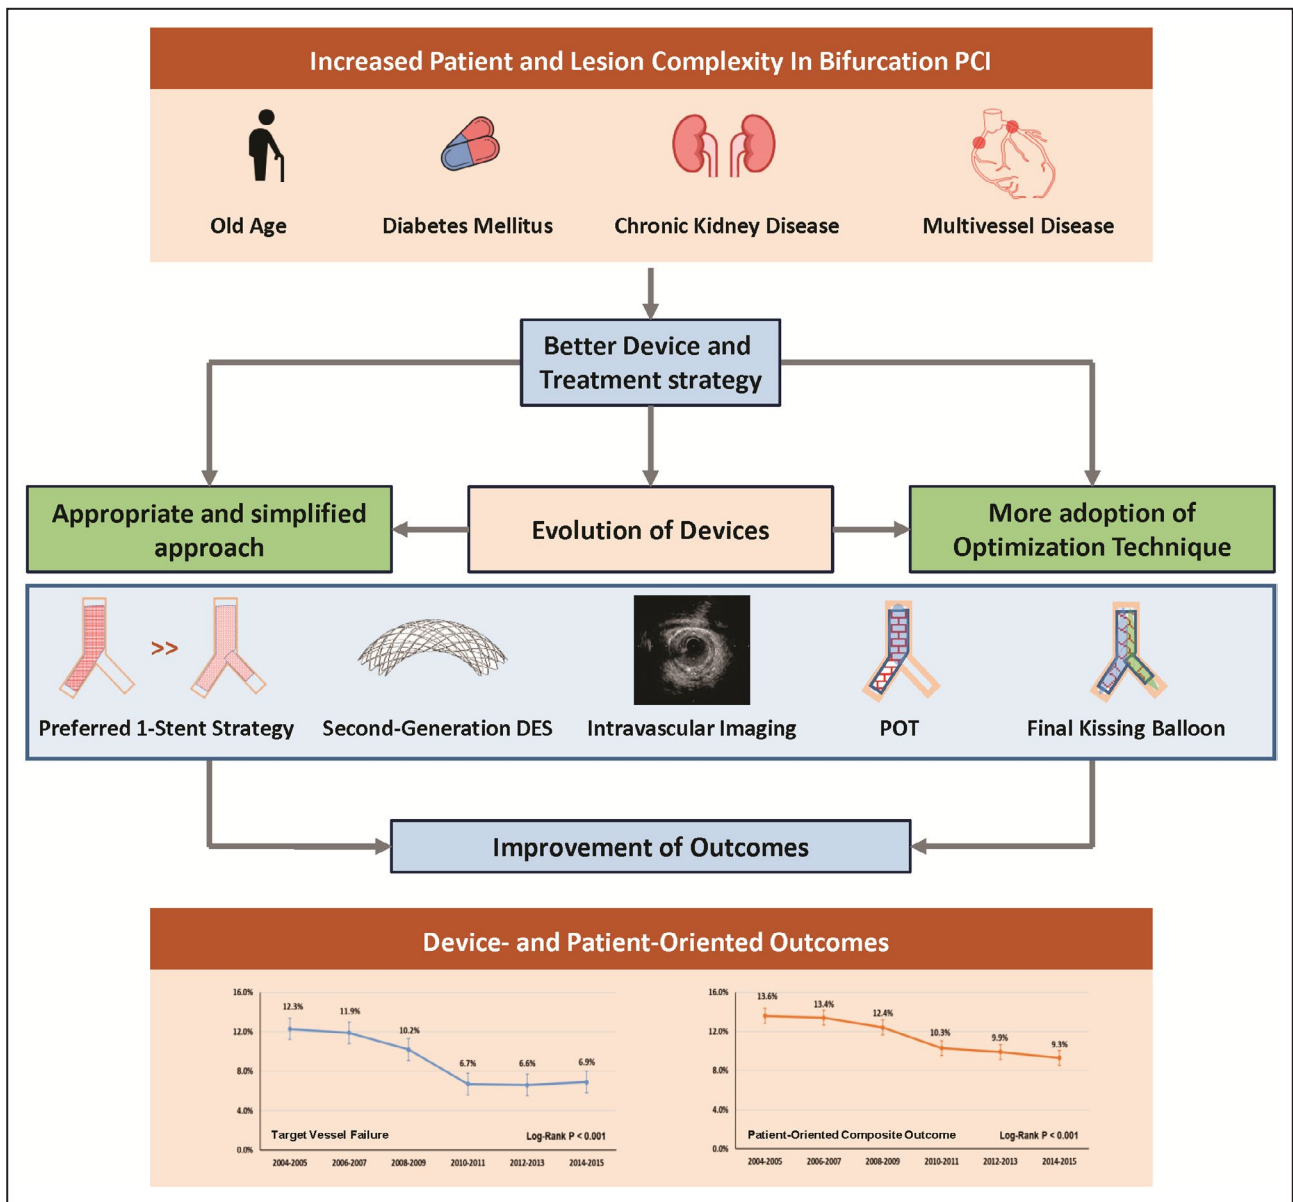 Increased Patient and Lesion Complexity In Bifurcation PCI
Old Age
Diabetes Mellitus
Chronic Kidney Disease
Multivessel Disease
Better Device and
Treatment strategy
Appropriate and simplified
approach
Evolution of Devices
More adoption of
Optimization Technique
>>
Preferred 1-Stent Strategy
Second-Generation DES
Intravascular Imaging
POT
Final Kissing Balloon
Improvement of Outcomes
Device- and Patient-Oriented Outcomes
16.0%
12.0%
8.0%
4.0%
0.0%
12.3%
11.9%
10.2%
6.7%
6.6%
6.9%
Target Vessel Failure
Log-Rank P < 0.001
2004-2005
2006-2007
2008-2009
2010-2011
2012-2013
2014-2015
16.0%
12.0%
8.0%
4.0%
0.0%
13.6%
13.4%
12.4%
10.3%
9.9%
9.3%
Patient-Oriented Composite Outcome
Log-Rank P < 0.001
2004-2005
2006-2007
2008-2009
2010-2011
2012-2013
2014-2015